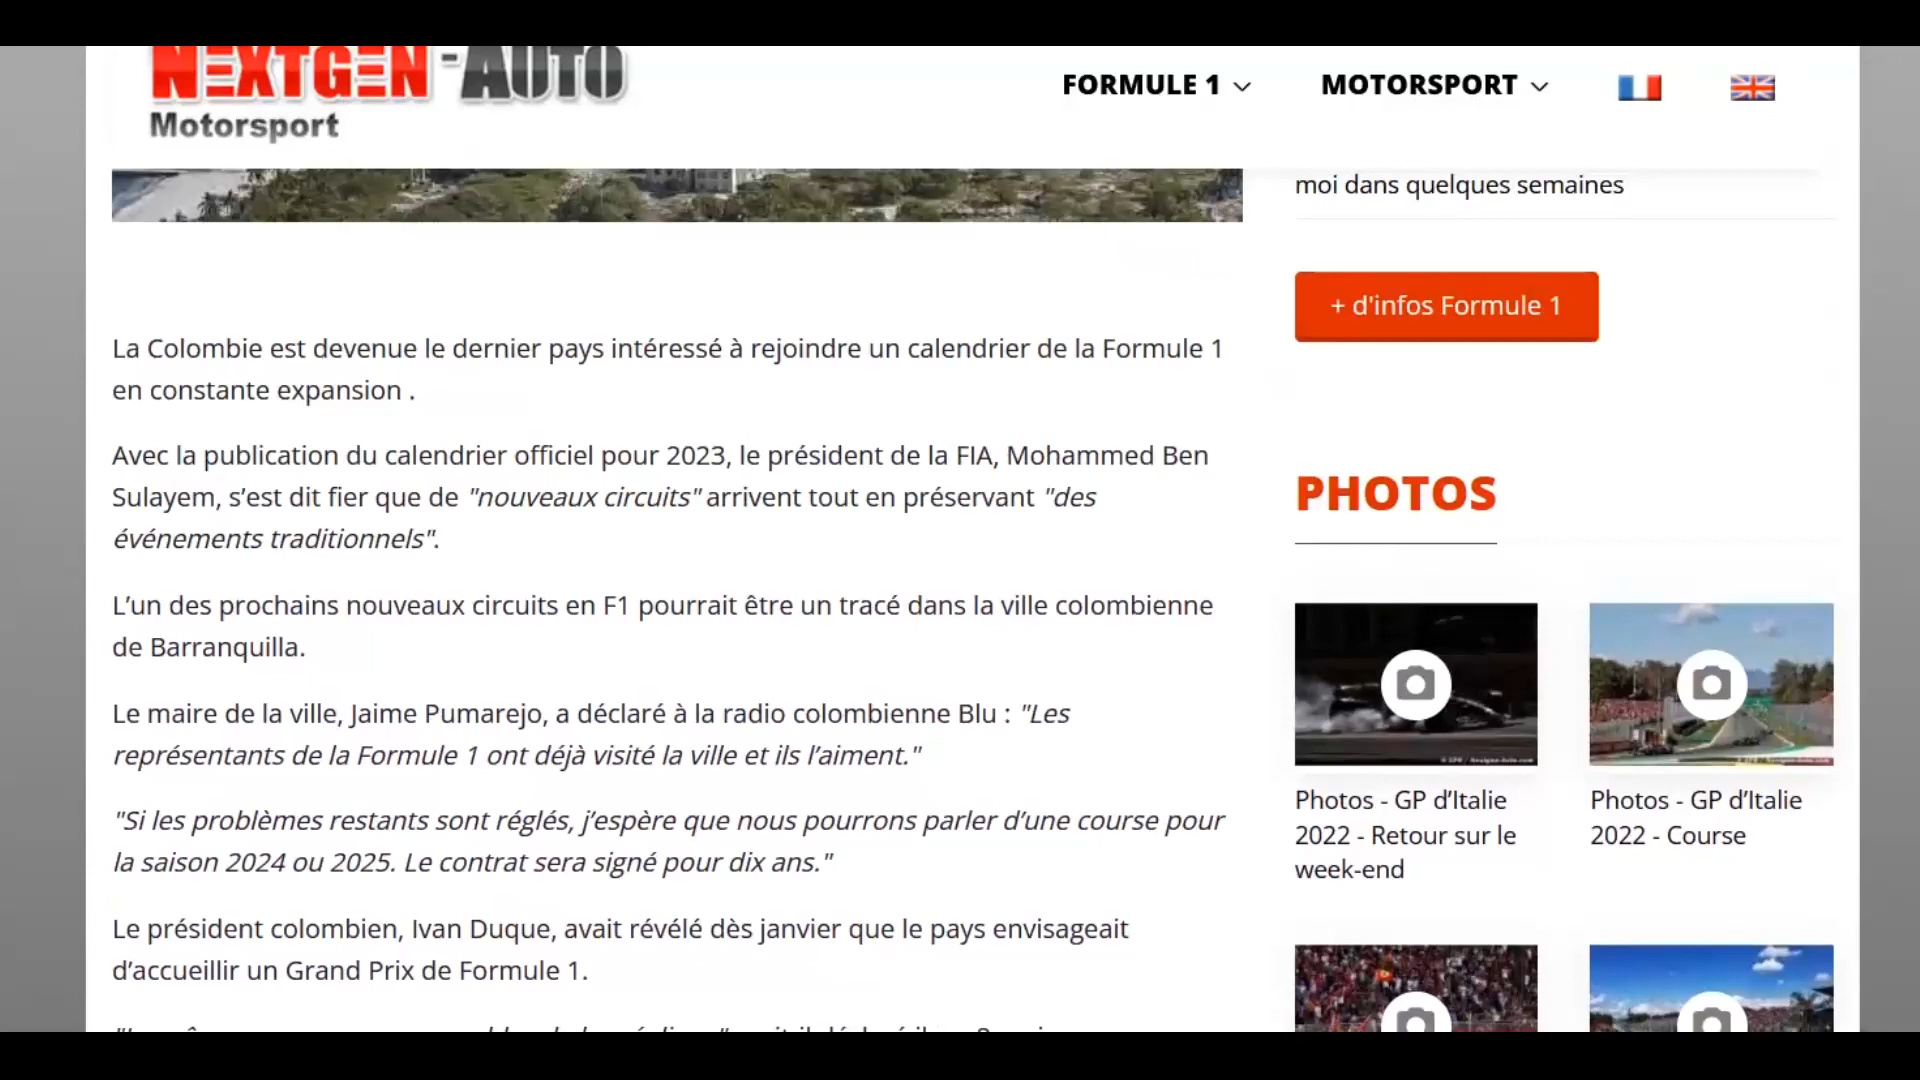 NEXTGEN-AUTO
Motorsport
FORMULE 1
MOTORSPORT
moi dans quelques semaines
+ d'infos Formule 1
La Colombie est devenue le dernier pays intéressé à rejoindre un calendrier de la Formule 1
en constante expansion .
Avec la publication du calendrier officiel pour 2023, le président de la FIA, Mohammed Ben
Sulayem, s’est dit fier que de "nouveaux circuits" arrivent tout en préservant "des
événements traditionnels".
L’un des prochains nouveaux circuits en F1 pourrait être un tracé dans la ville colombienne
de Barranquilla.
Le maire de la ville, Jaime Pumarejo, a déclaré à la radio colombienne Blu : "Les
représentants de la Formule 1 ont déjà visité la ville et ils l’aiment."
"Si les problèmes restants sont réglés, j’espère que nous pourrons parler d’une course pour
la saison 2024 ou 2025. Le contrat sera signé pour dix ans."
Le président colombien, Ivan Duque, avait révélé dès janvier que le pays envisageait
d’accueillir un Grand Prix de Formule 1.
PHOTOS
Photos - GP d’Italie
2022 - Retour sur le
week-end
Photos - GP d’Italie
2022 - Course